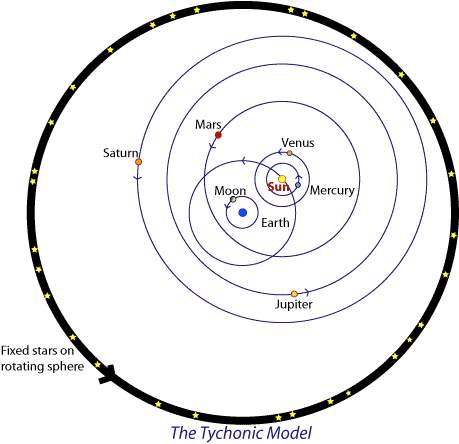 Mars
Venus
Saturn
Sun
Moon
Mercury
Earth
Jupiter
Fixed stars on
rotating sphere
The Tychonic Model